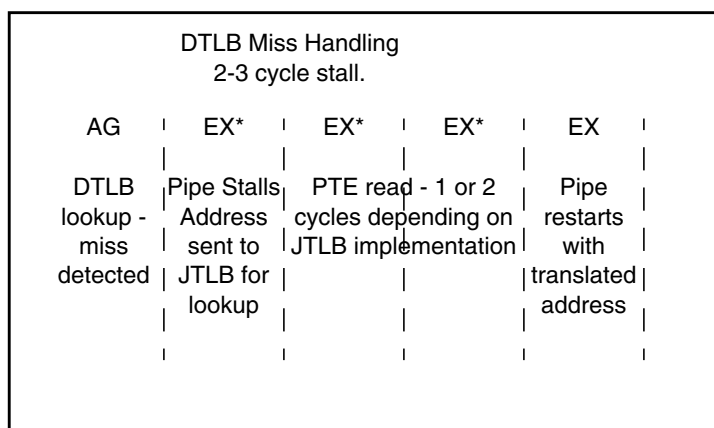 DTLB Miss Handling
2-3 cycle stall.
AG EX* EX* EX* EX
DTLB
lookup -
miss
detected
Pipe Stalls
Address
sent to
JTLB for
lookup
PTE read - 1 or 2
cycles depending on
JTLB implementation
Pipe
restarts
with
translated
address